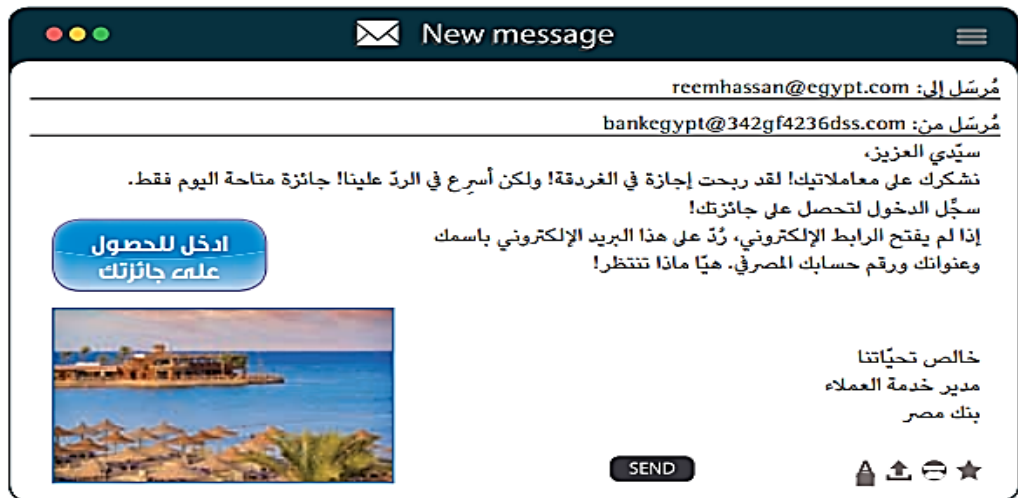 New message
مُرسَل إلى: reemhassan@egypt.com
مُرسَل من: bankegypt@342gf4236dss.com
سيّدي العزيز،
نشكرك على معاملاتيك! لقد ربحت إجازة في الغردقة! ولكن أسرِع في الردّ علينا! جائزة متاحة اليوم فقط.
سجِّل الدخول لتحصل على جائزتك!
إذا لم يفتح الرابط الإلكتروني، رُدّ على هذا البريد الإلكتروني باسمك
وعنوانك ورقم حسابك المصرفي. هيّا ماذا تنتظر!
ادخل للحصول
على جائزتك
خالص تحيّاتنا
مدير خدمة العملاء
بنك مصر
SEND